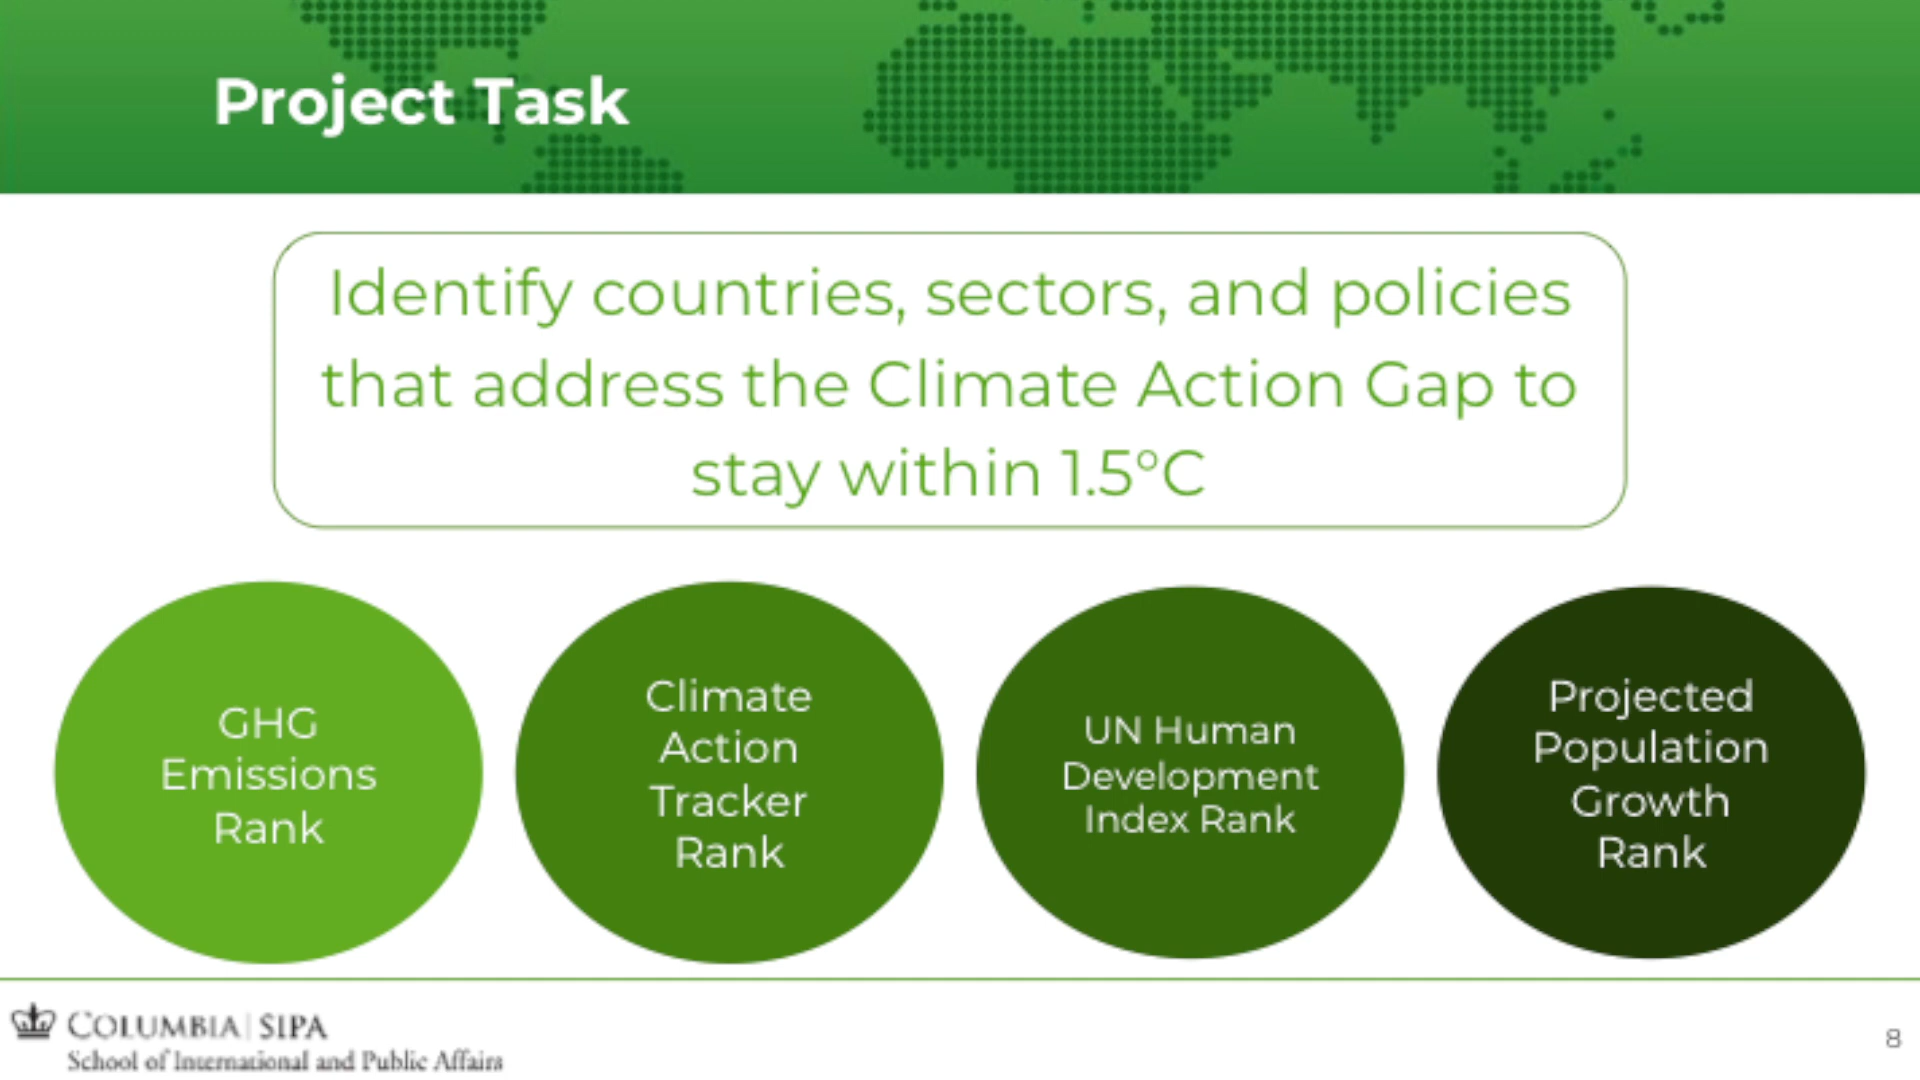 Project Task
Identify countries, sectors, and policies
that address the Climate Action Gap to
stay within 1.5°C
GHG
Emissions
Rank
Climate
Action
Tracker
Rank
UN Human
Development
Index Rank
Projected
Population
Growth
Rank
COLUMBIA | SIPA
School of International and Public Affairs
8